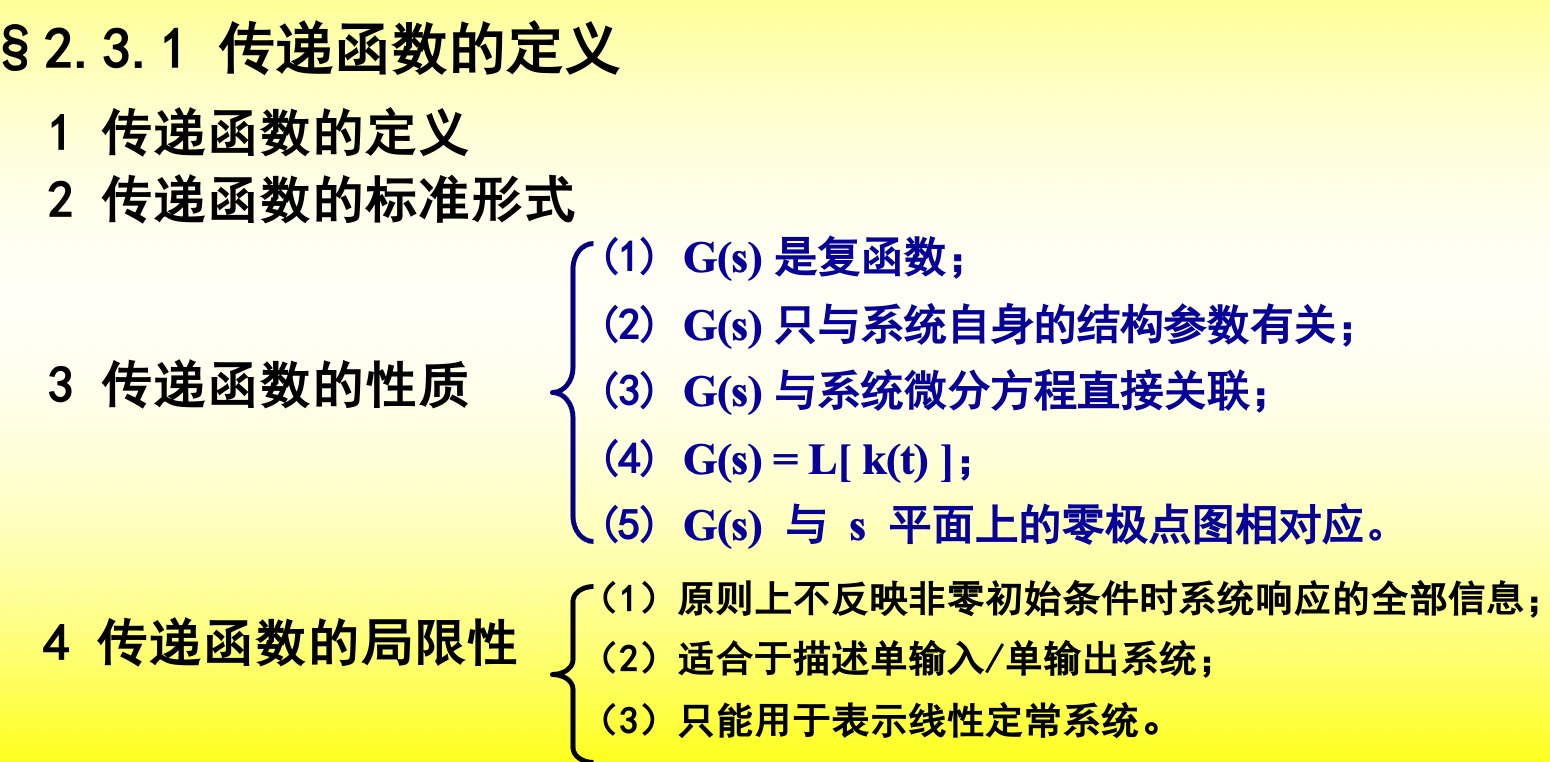 §2.3.1 传递函数的定义
1 传递函数的定义
2 传递函数的标准形式
3 传递函数的性质
(1) G(s) 是复函数;
(2) G(s) 只与系统自身的结构参数有关;
(3) G(s) 与系统微分方程直接关联;
(4) G(s) = L[ k(t) ];
(5) G(s) 与 s 平面上的零极点图相对应。
4 传递函数的局限性
(1) 原则上不反映非零初始条件时系统响应的全部信息;
(2) 适合于描述单输入/单输出系统;
(3) 只能用于表示线性定常系统。